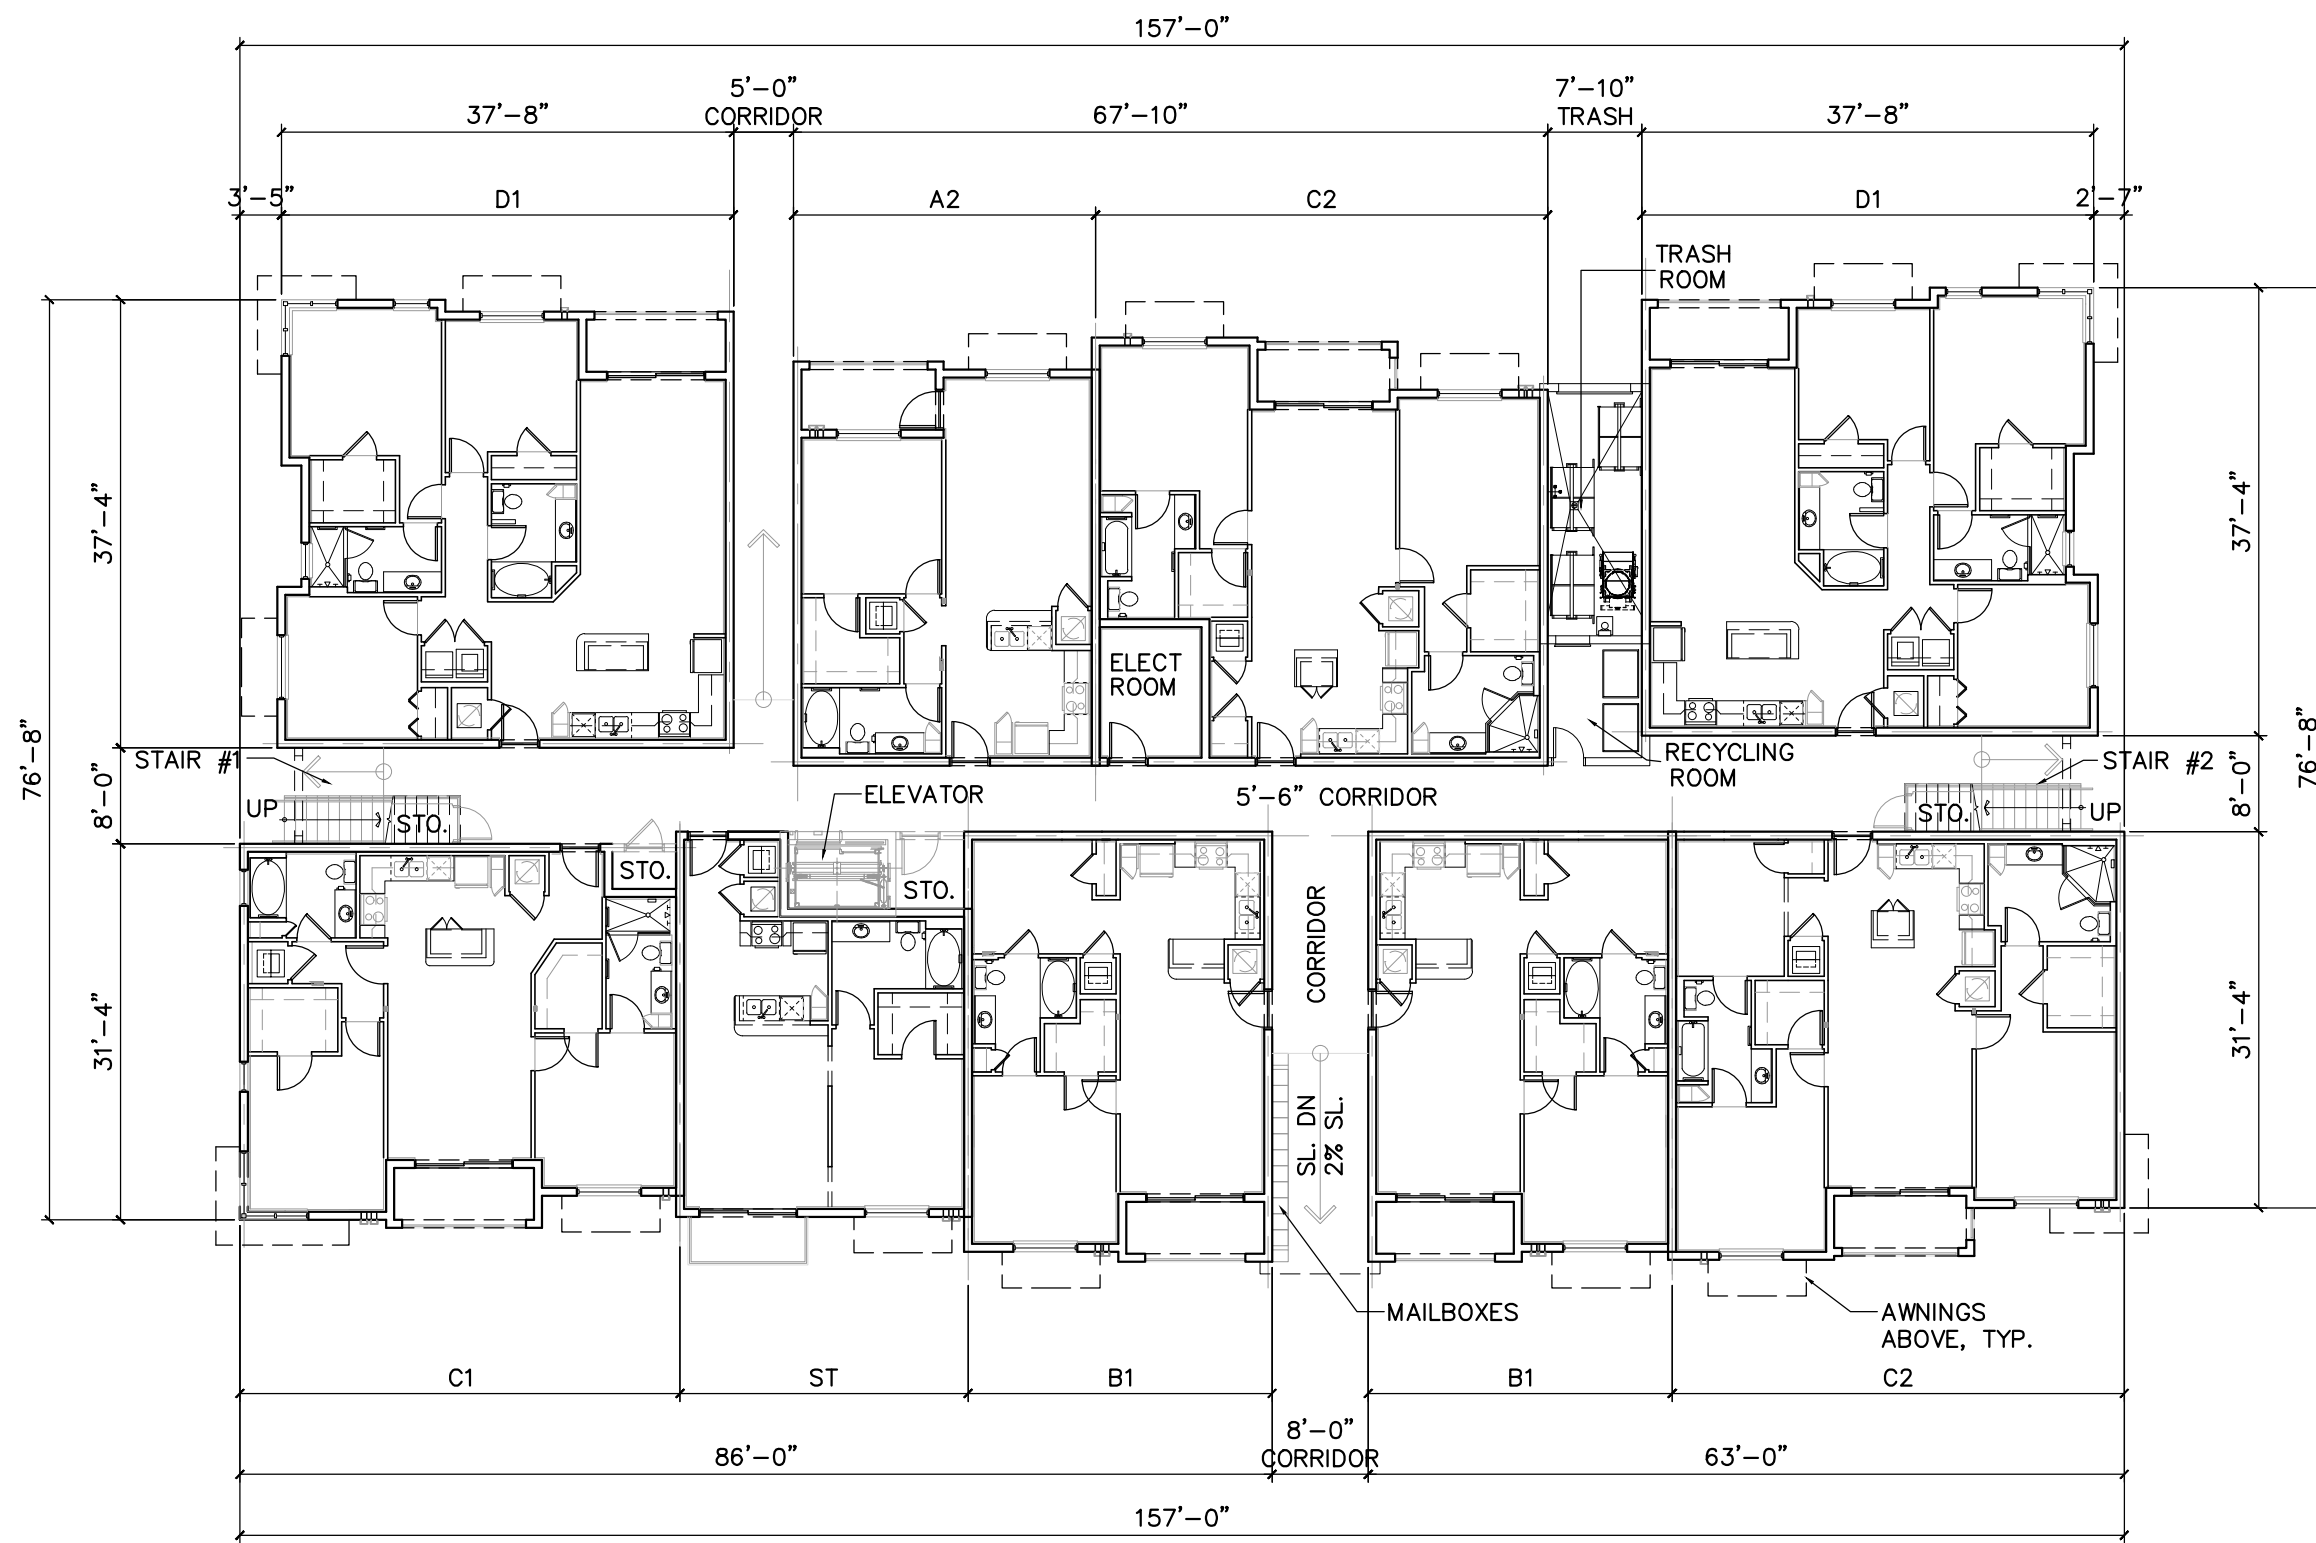 157'-0"
5'-0"
7'-10"
37'-8"
CORRIDOR
67'-10"
TRASH
37'-8"
3'-5"
D1
A2
C2
D1
2'-7"
TRASH
ROOM
37'-4"
37'-4"
ELECT
ROOM
76'-8"
76'-8"
STAIR #1
RECYCLING
ROOM
STAIR #2
8'-0"
8'-0"
ELEVATOR
5'-6" CORRIDOR
UP
STO.
STO.
UP
STO.
STO.
CORRIDOR
31'-4"
31'-4"
SL. DN
2% SL.
MAILBOXES
AWNINGS
ABOVE, TYP.
C1
ST
B1
B1
C2
8'-0"
86'-0"
CORRIDOR
63'-0"
157'-0"